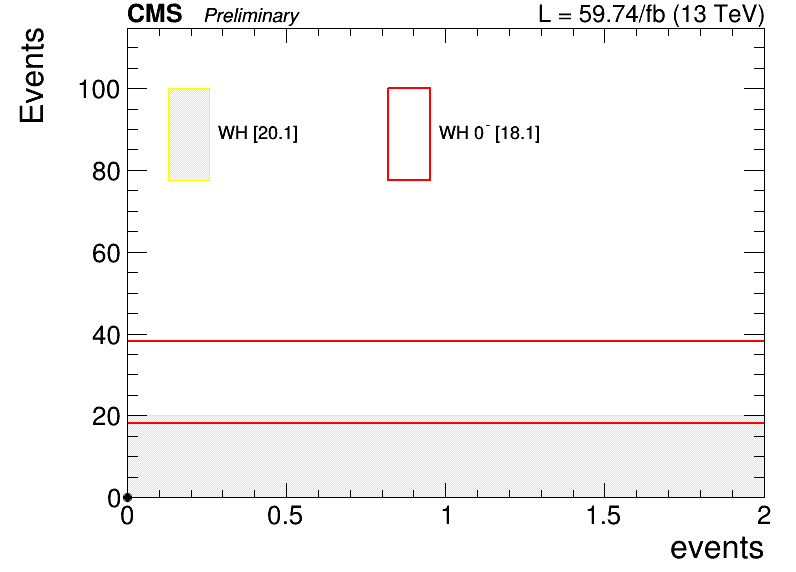 CMS Preliminary L = 59.74/fb (13 TeV)
Events
100
80
60
40
20
0
WH [20.1]
WH 0⁻ [18.1]
0 0.5 1 1.5 2
events